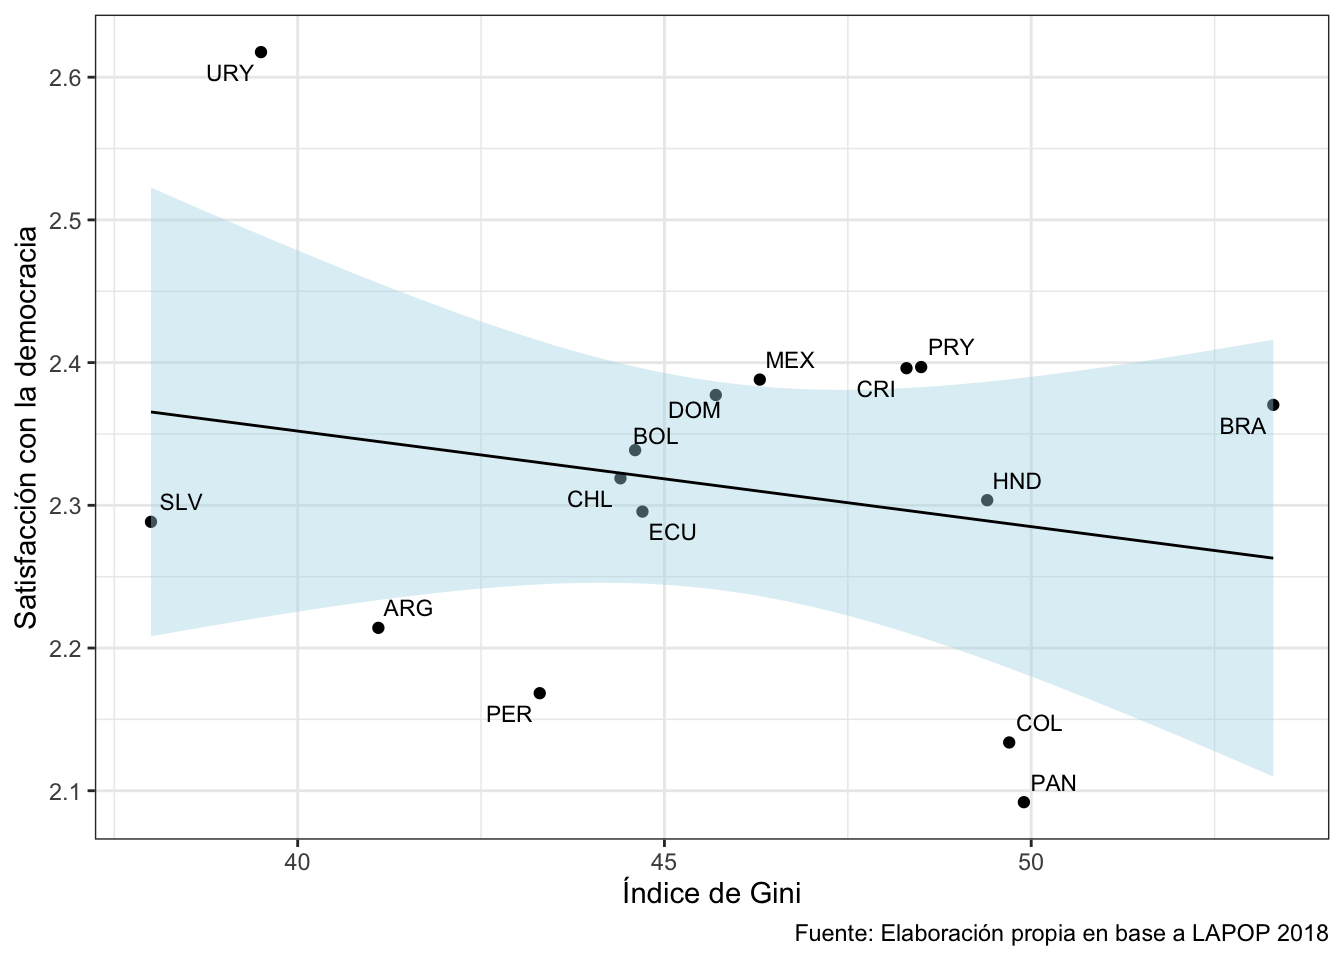 2.6
2.5
2.4
2.3
2.2
2.1
Satisfacción con la democracia
URY
SLV
ARG
PER
CHL
BOL
ECU
DOM
MEX
CRI
PRY
HND
COL
PAN
BRA
40
45
50
Índice de Gini
Fuente: Elaboración propia en base a LAPOP 2018